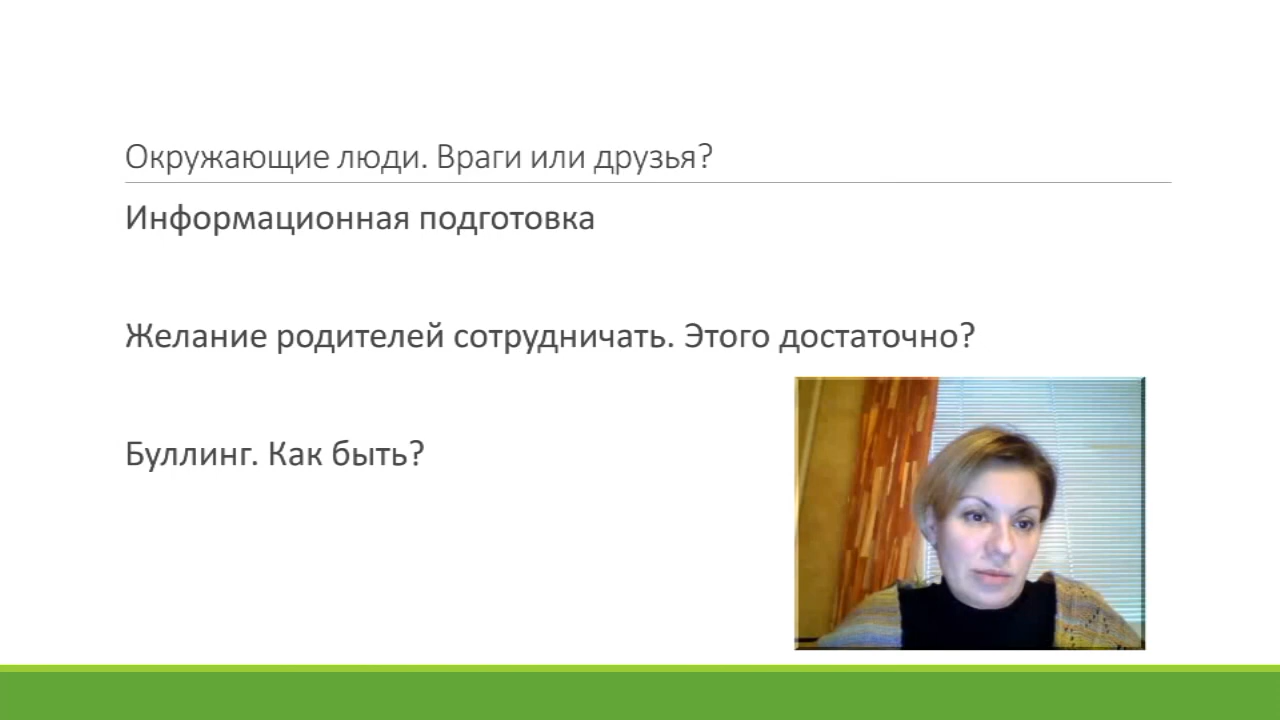 Окружающие люди. Враги или друзья?
Информационная подготовка
Желание родителей сотрудничать. Этого достаточно?
Буллинг. Как быть?